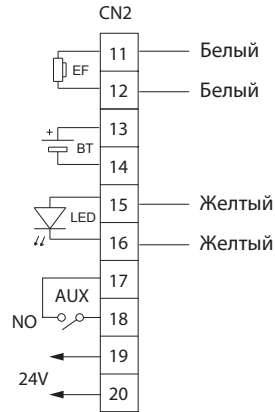 CN2
11 Белый
EF
12 Белый
13
+
BT
14
15 Желтый
LED
16 Желтый
17
AUX
NO 18
19
24V
20